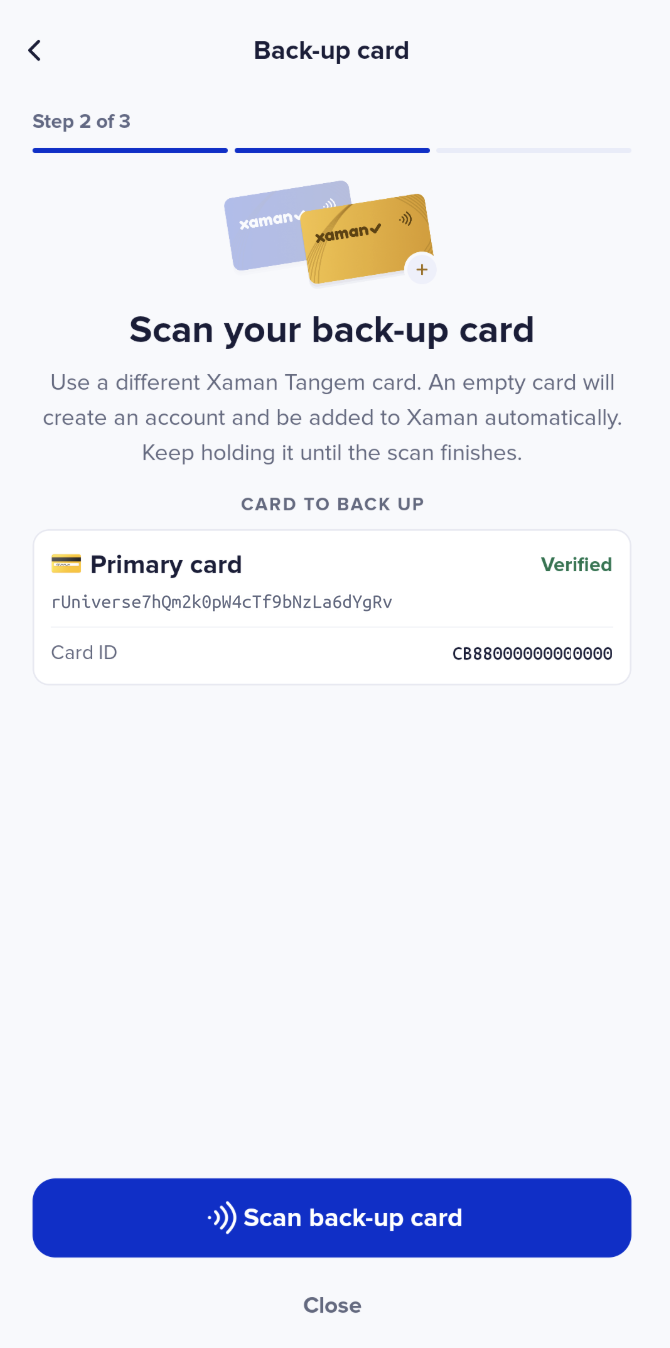 Back-up card
Step 2 of 3
xaman
xaman
Scan your back-up card
Use a different Xaman Tangem card. An empty card will
create an account and be added to Xaman automatically.
Keep holding it until the scan finishes.
CARD TO BACK UP
Primary card
Verified
rUniverse7hQm2k0pW4cTf9bNzLa6dYgRv
Card ID
CB88000000000000
Scan back-up card
Close